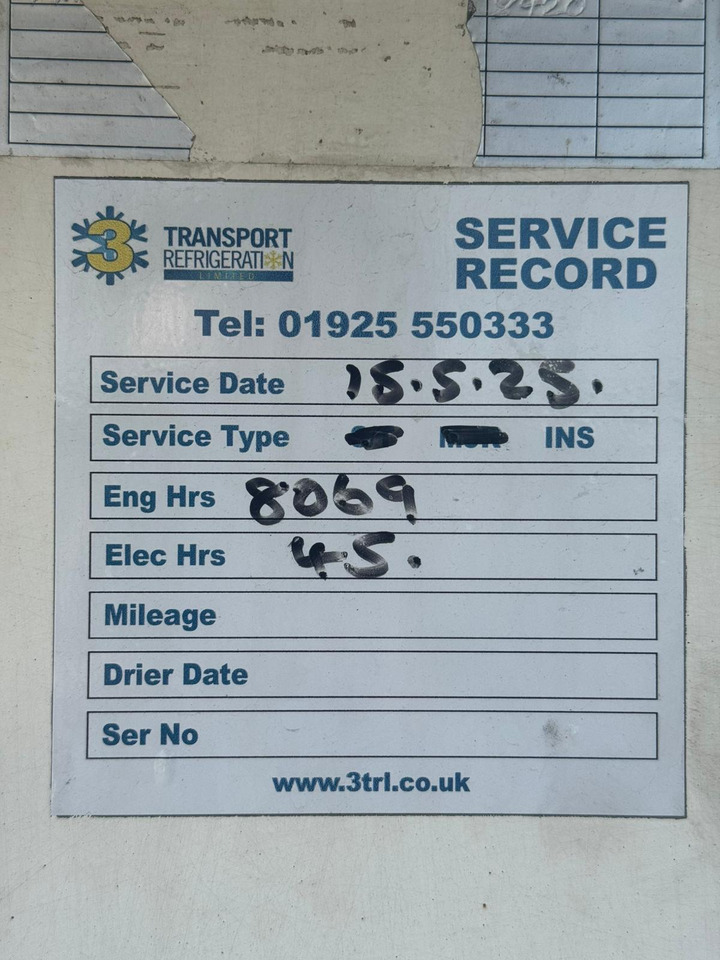 3 TRANSPORT
REFRIGERATION
LIMITED
SERVICE
RECORD
Tel: 01925 550333
Service Date 15.5.25.
Service Type INS
Eng Hrs 8069
Elec Hrs 45.
Mileage
Drier Date
Ser No
www.3trl.co.uk